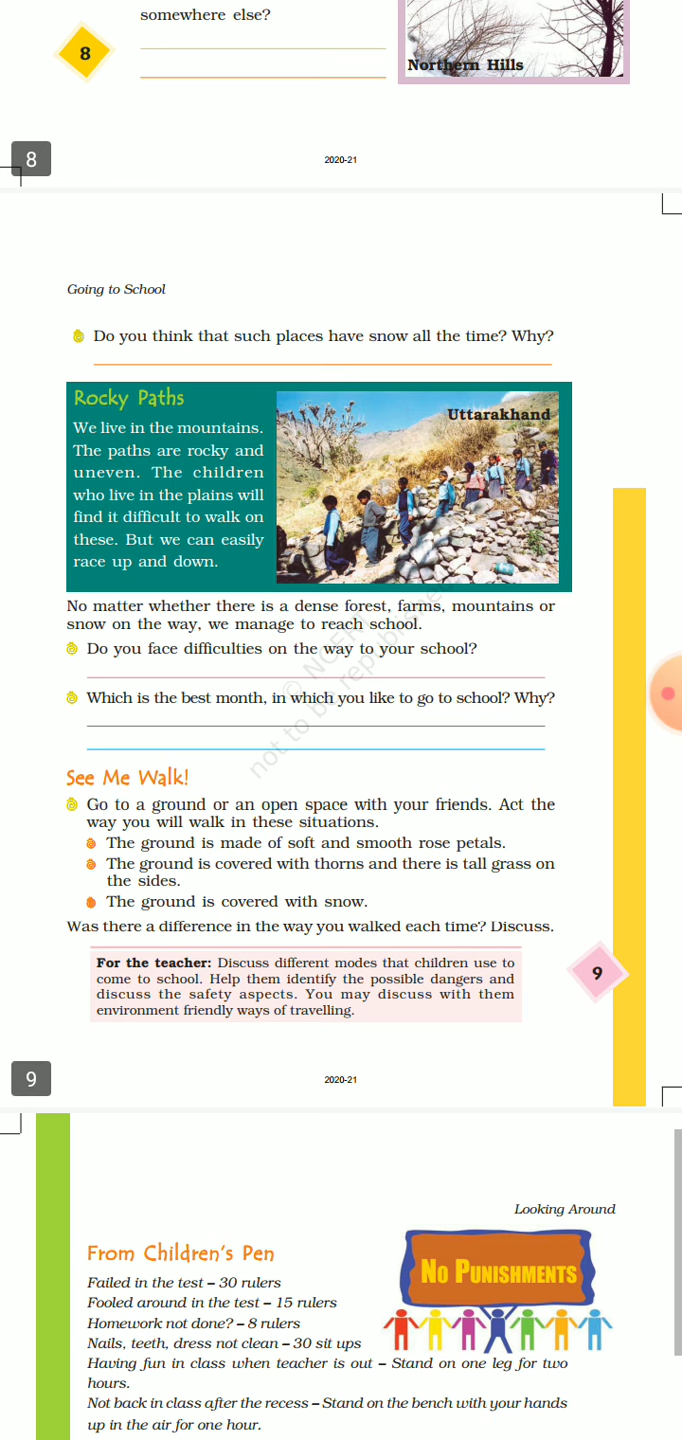 somewhere else?
8
Northern Hills
8
2020-21
Going to School
Do you think that such places have snow all the time? Why?
Rocky Paths
Uttarakhand
We live in the mountains.
The paths are rocky and
uneven. The children
who live in the plains will
find it difficult to walk on
these. But we can easily
race up and down.
No matter whether there is a dense forest, farms, mountains or
snow on the way, we manage to reach school.
Do you face difficulties on the way to your school?
Which is the best month, in which you like to go to school? Why?
© NCERT
not to be republished
See Me Walk!
Go to a ground or an open space with your friends. Act the
way you will walk in these situations.
The ground is made of soft and smooth rose petals.
The ground is covered with thorns and there is tall grass on
the sides.
The ground is covered with snow.
Was there a difference in the way you walked each time? Discuss.
For the teacher: Discuss different modes that children use to
come to school. Help them identify the possible dangers and
discuss the safety aspects. You may discuss with them
environment friendly ways of travelling.
9
9
2020-21
Looking Around
From Children's Pen
No Punishments
Failed in the test – 30 rulers
Fooled around in the test – 15 rulers
Homework not done? – 8 rulers
Nails, teeth, dress not clean – 30 sit ups
Having fun in class when teacher is out – Stand on one leg for two
hours.
Not back in class after the recess – Stand on the bench with your hands
up in the air for one hour.